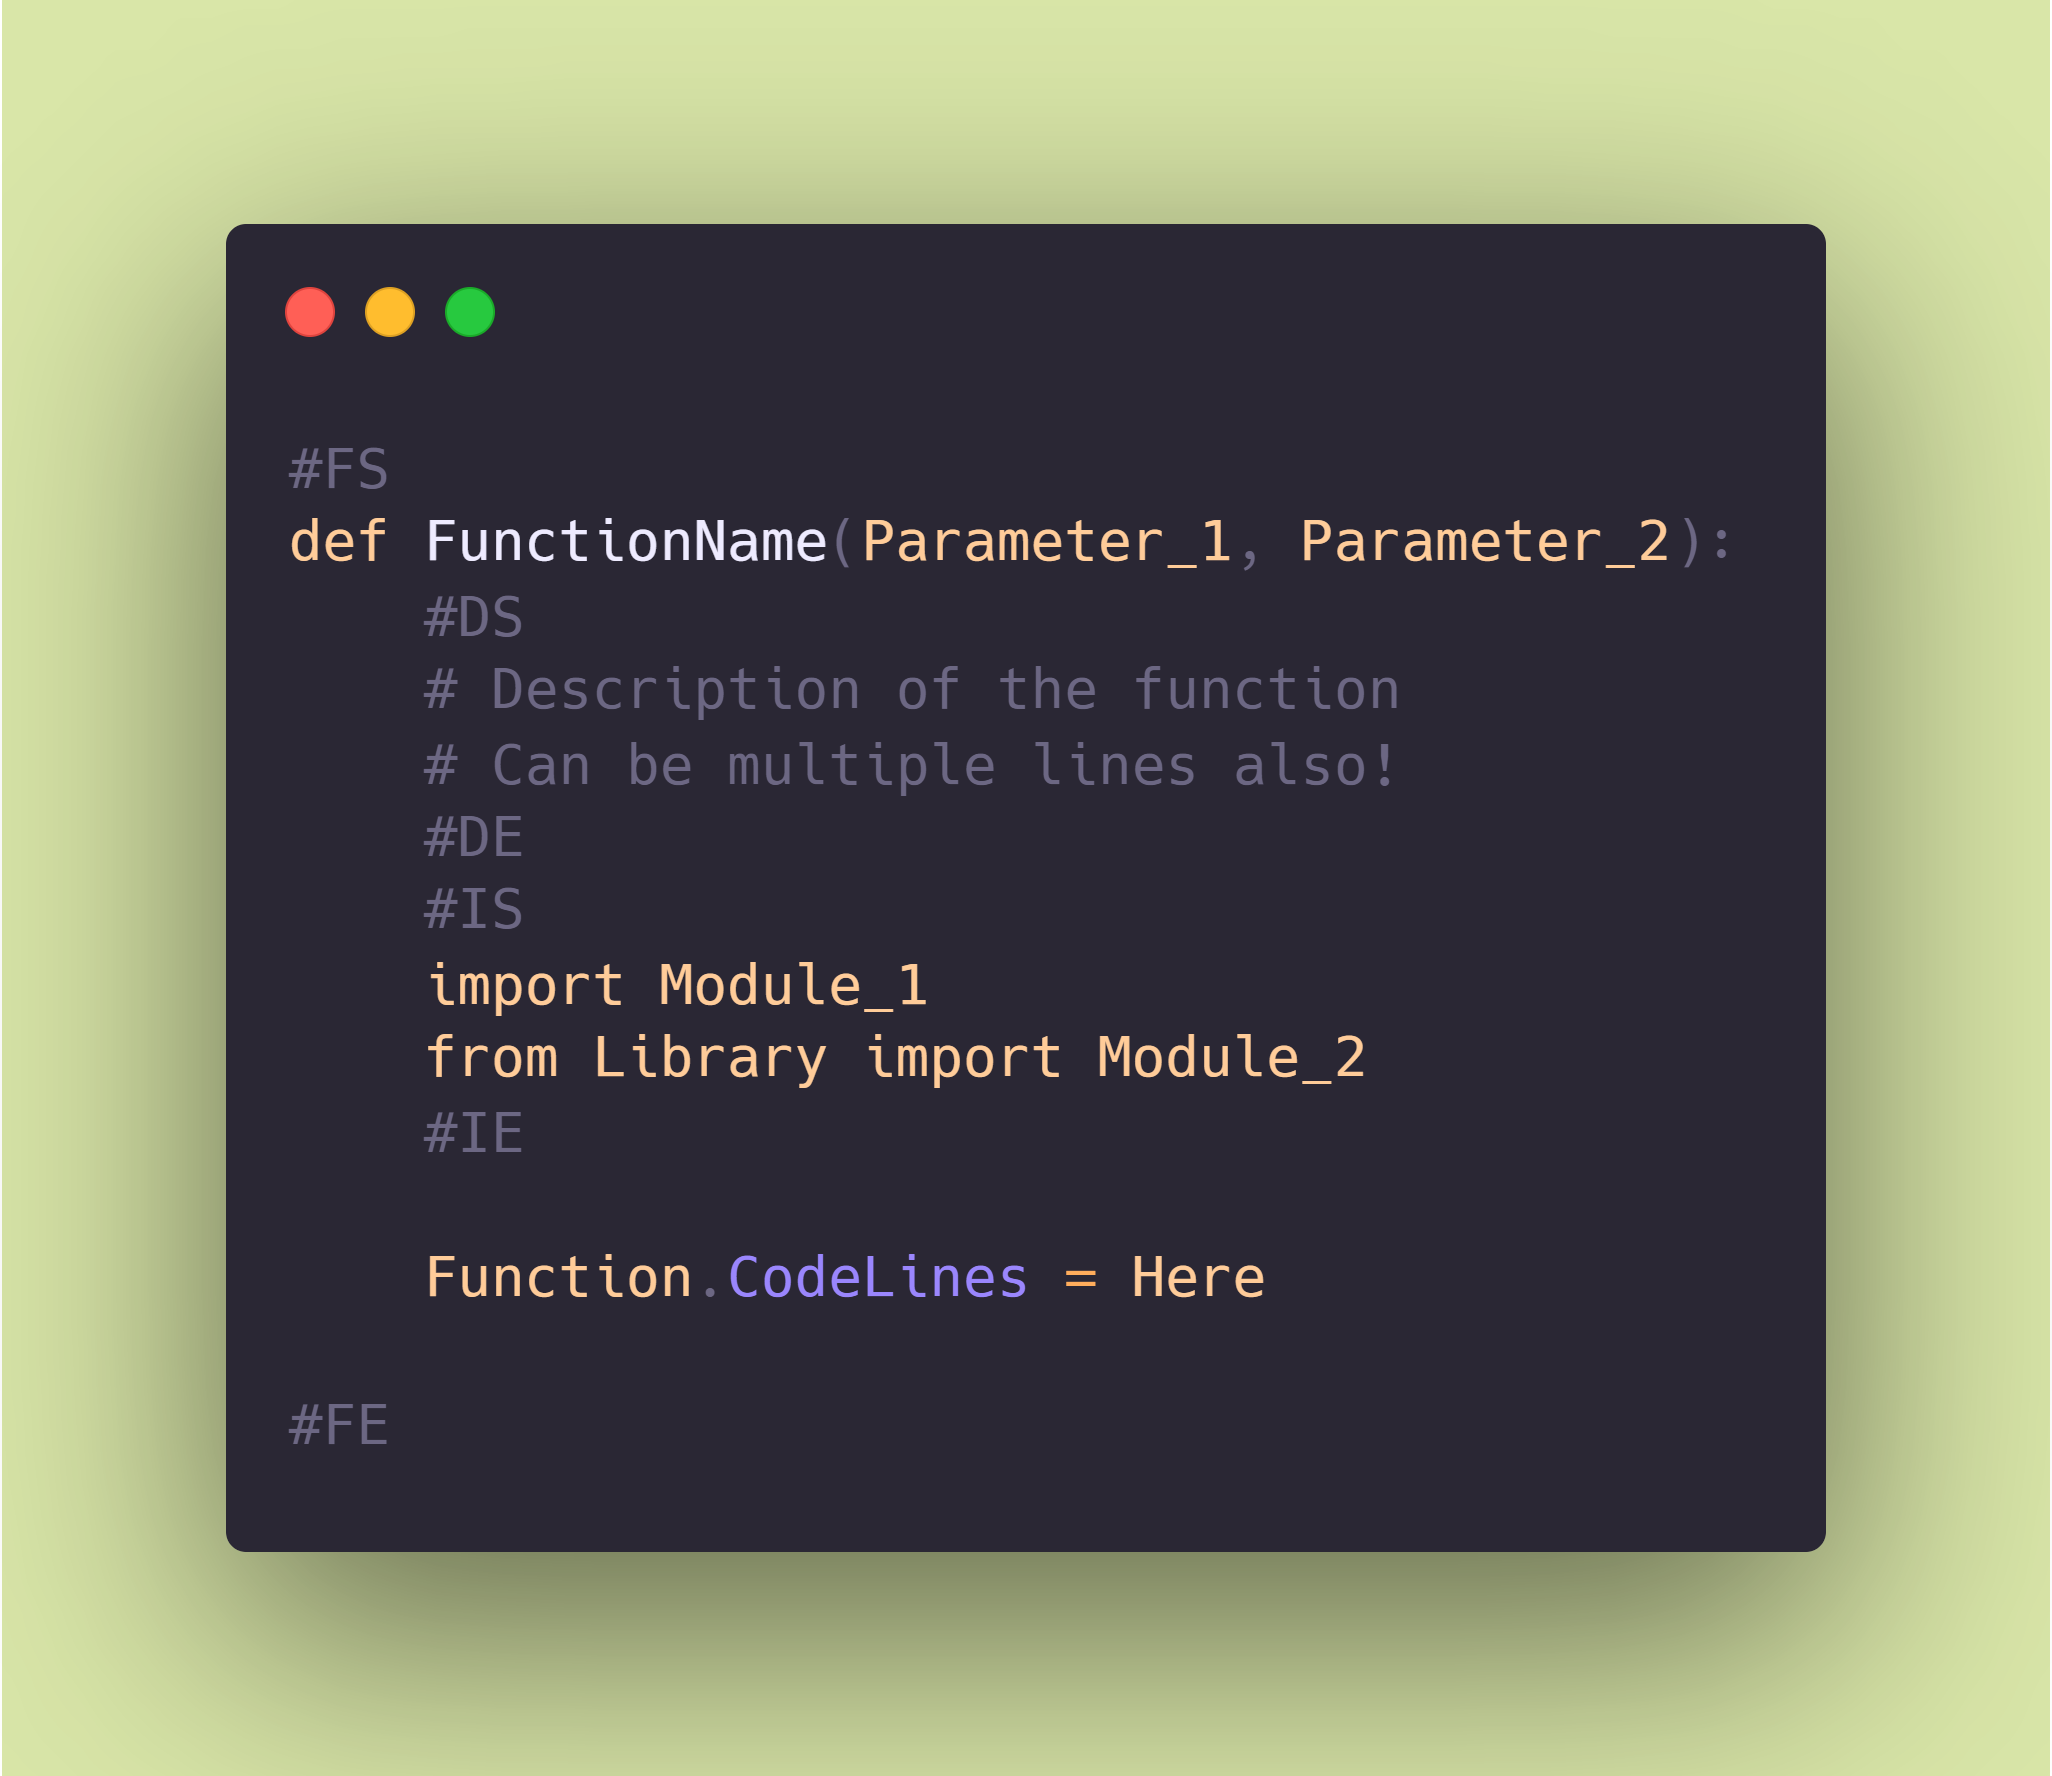 #FS
def FunctionName(Parameter_1, Parameter_2):
    #DS
    # Description of the function
    # Can be multiple lines also!
    #DE
    #IS
    import Module_1
    from Library import Module_2
    #IE

    Function.CodeLines = Here

#FE